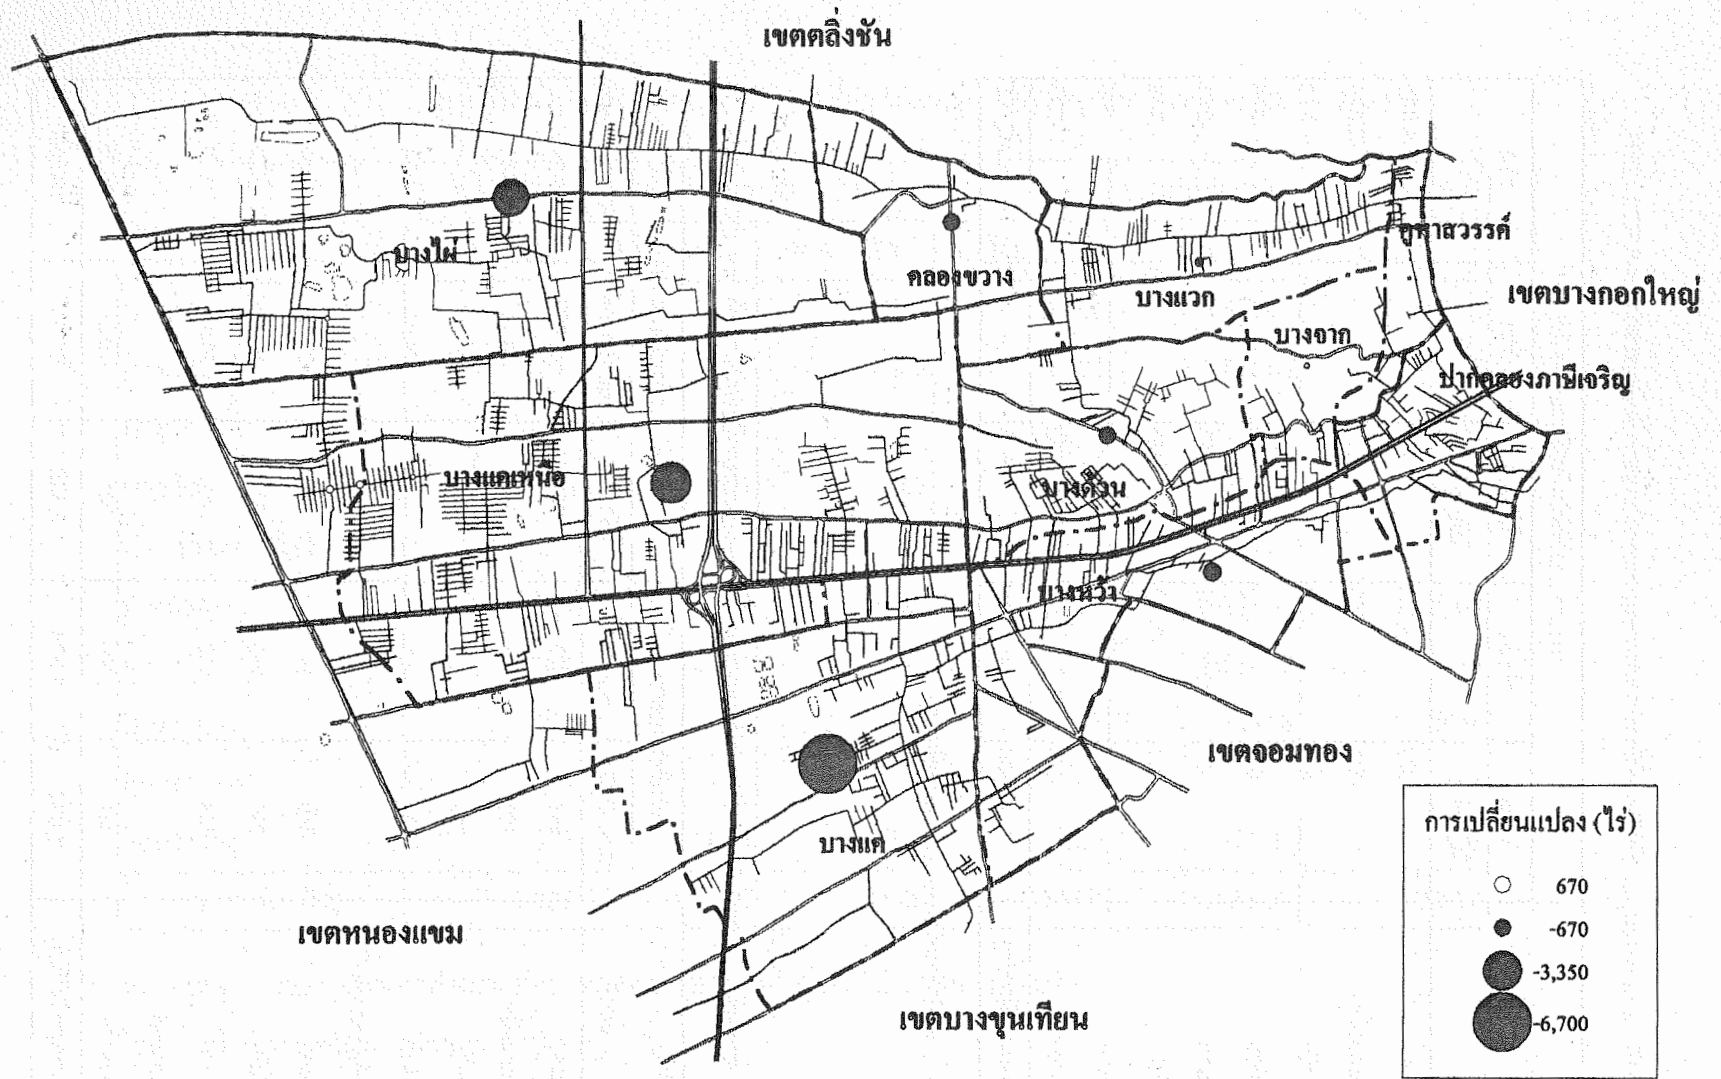 เขตตลิ่งชัน
คูหาสวรรค์
บางไผ่
คลองขวาง
บางแวก
เขตบางกอกใหญ่
บางจาก
ปากคลองภาษีเจริญ
บางแคเหนือ
บางด้วน
บางหว้า
เขตจอมทอง
บางแค
เขตหนองแขม
เขตบางขุนเทียน
การเปลี่ยนแปลง (ไร่)
670
-670
-3,350
-6,700